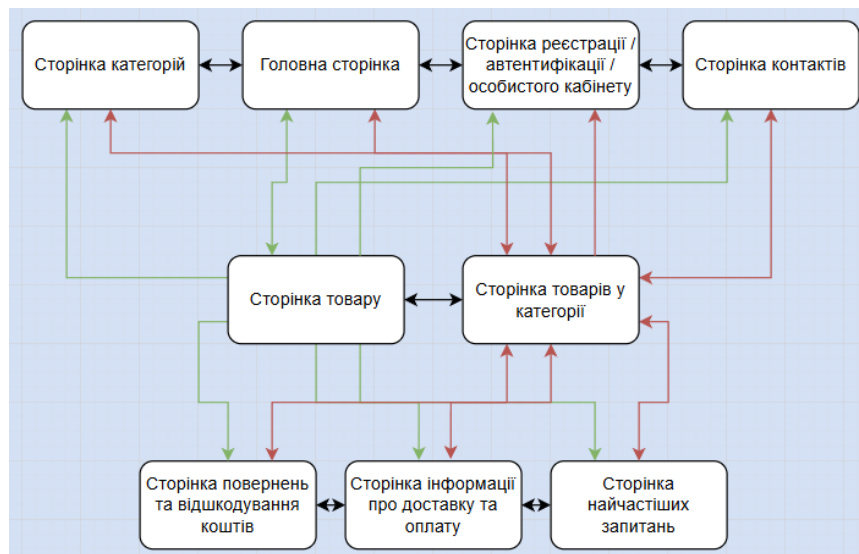 Сторінка категорій
Головна сторінка
Сторінка реєстрації /
автентифікації /
особистого кабінету
Сторінка контактів
Сторінка товару
Сторінка товарів у
категорії
Сторінка повернень
та відшкодування
коштів
Сторінка інформації
про доставку та
оплату
Сторінка
найчастіших
запитань